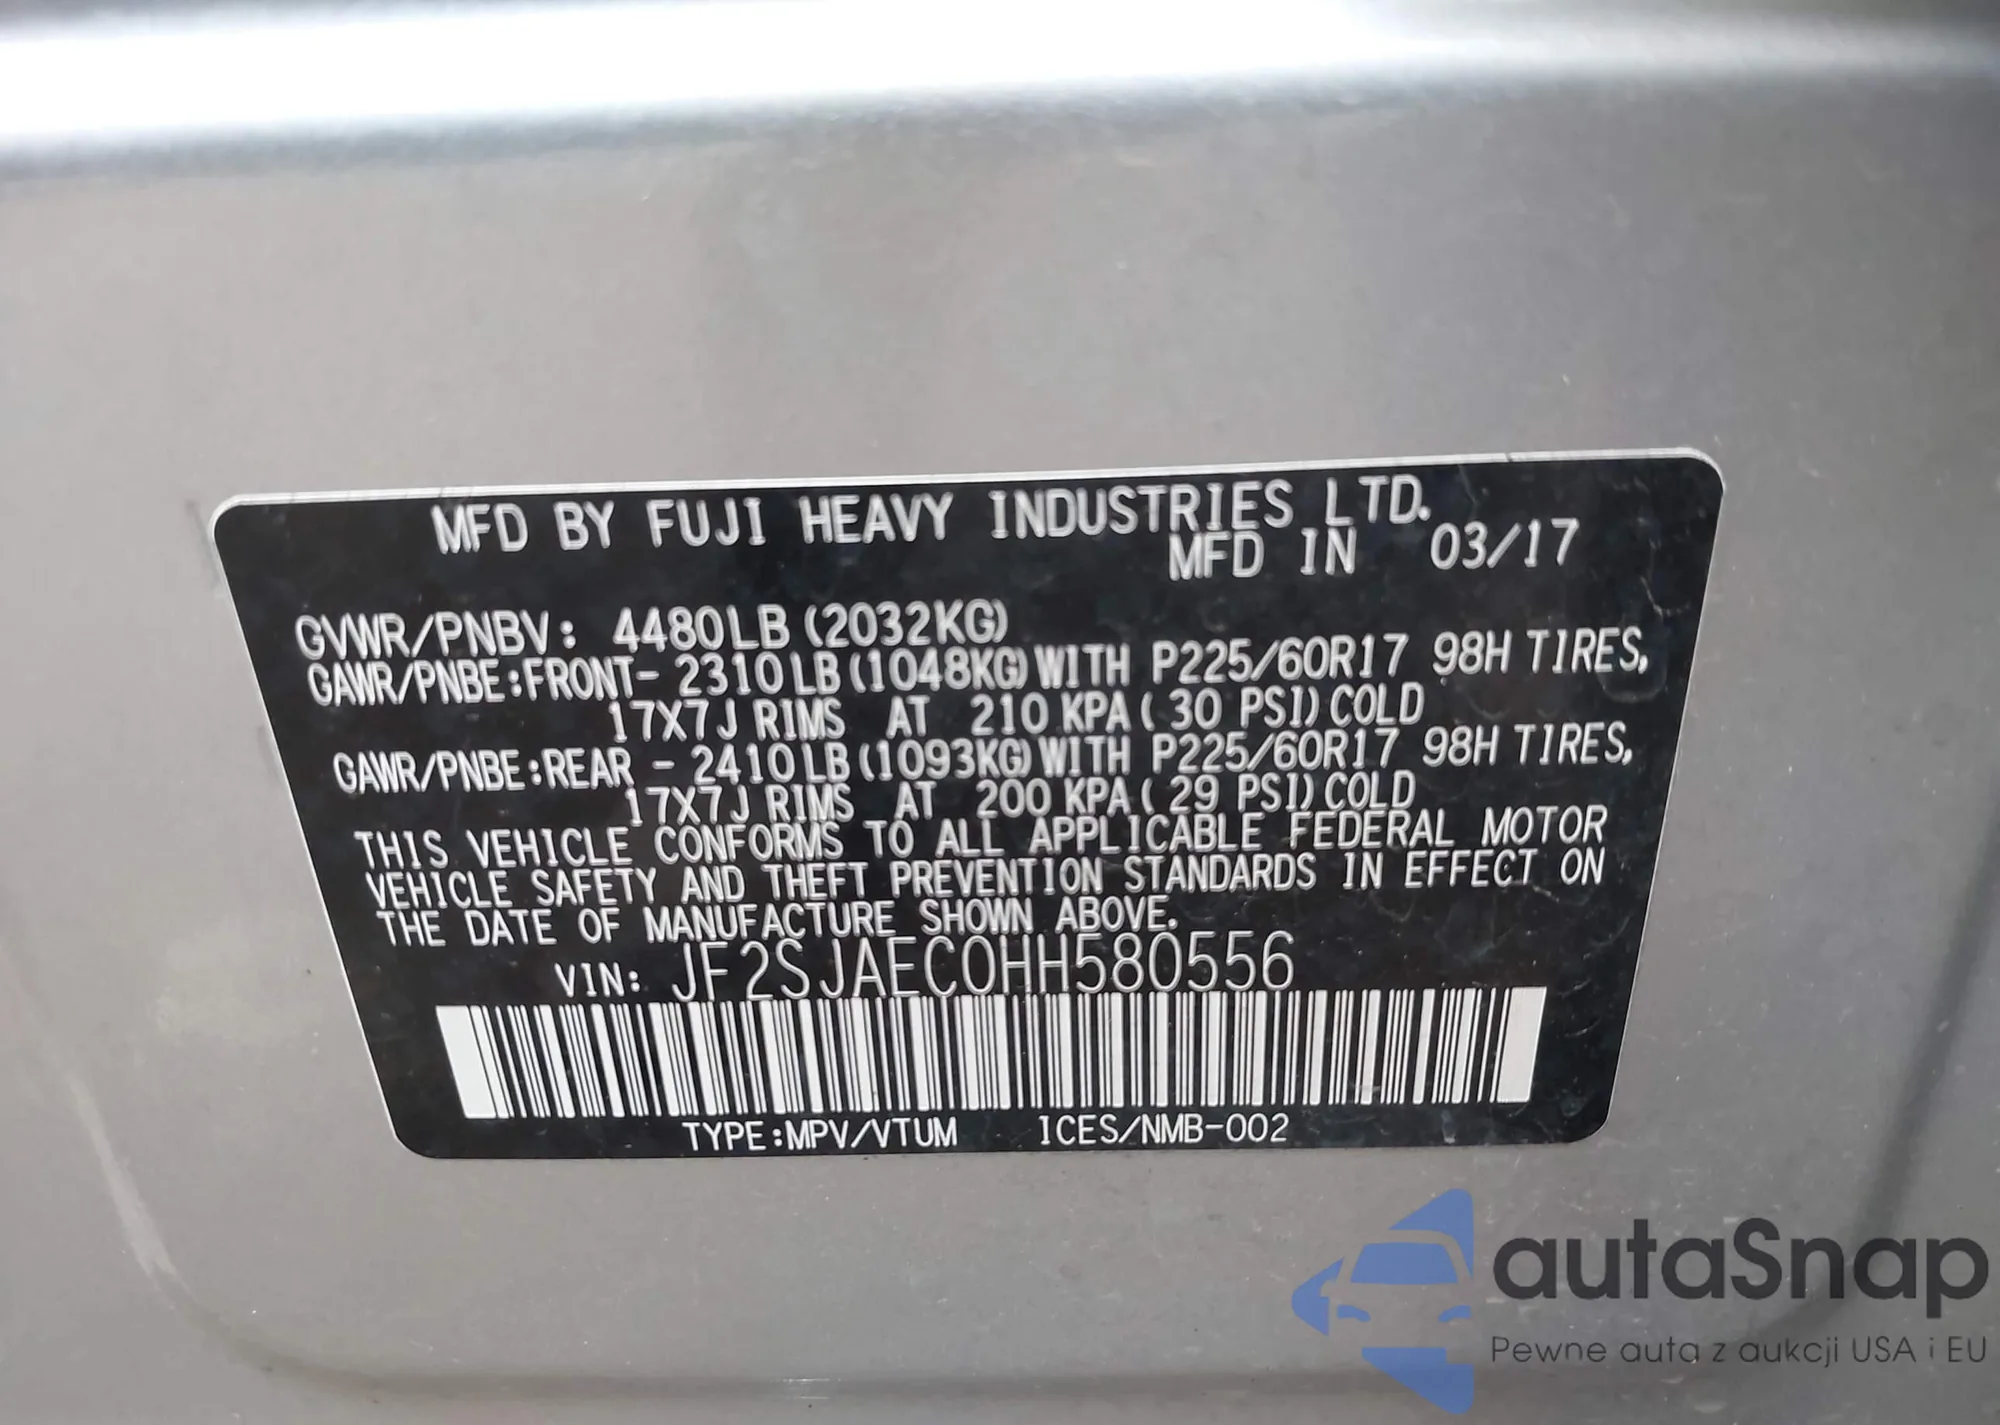 MFD BY FUJI HEAVY INDUSTRIES LTD.
MFD IN 03/17
GVWR/PNBV: 4480LB (2032KG)
GAWR/PNBE:FRONT- 2310LB (1048KG) WITH P225/60R17 98H TIRES,
17X7J RIMS AT 210 KPA ( 30 PSI) COLD
GAWR/PNBE:REAR - 2410LB (1093KG) WITH P225/60R17 98H TIRES,
17X7J RIMS AT 200 KPA ( 29 PSI) COLD
THIS VEHICLE CONFORMS TO ALL APPLICABLE FEDERAL MOTOR
VEHICLE SAFETY AND THEFT PREVENTION STANDARDS IN EFFECT ON
THE DATE OF MANUFACTURE SHOWN ABOVE.
VIN: JF2SJAEC0HH580556
TYPE:MPV/VTUM ICES/NMB-002
autaSnap
Pewne auta z aukcji USA i EU